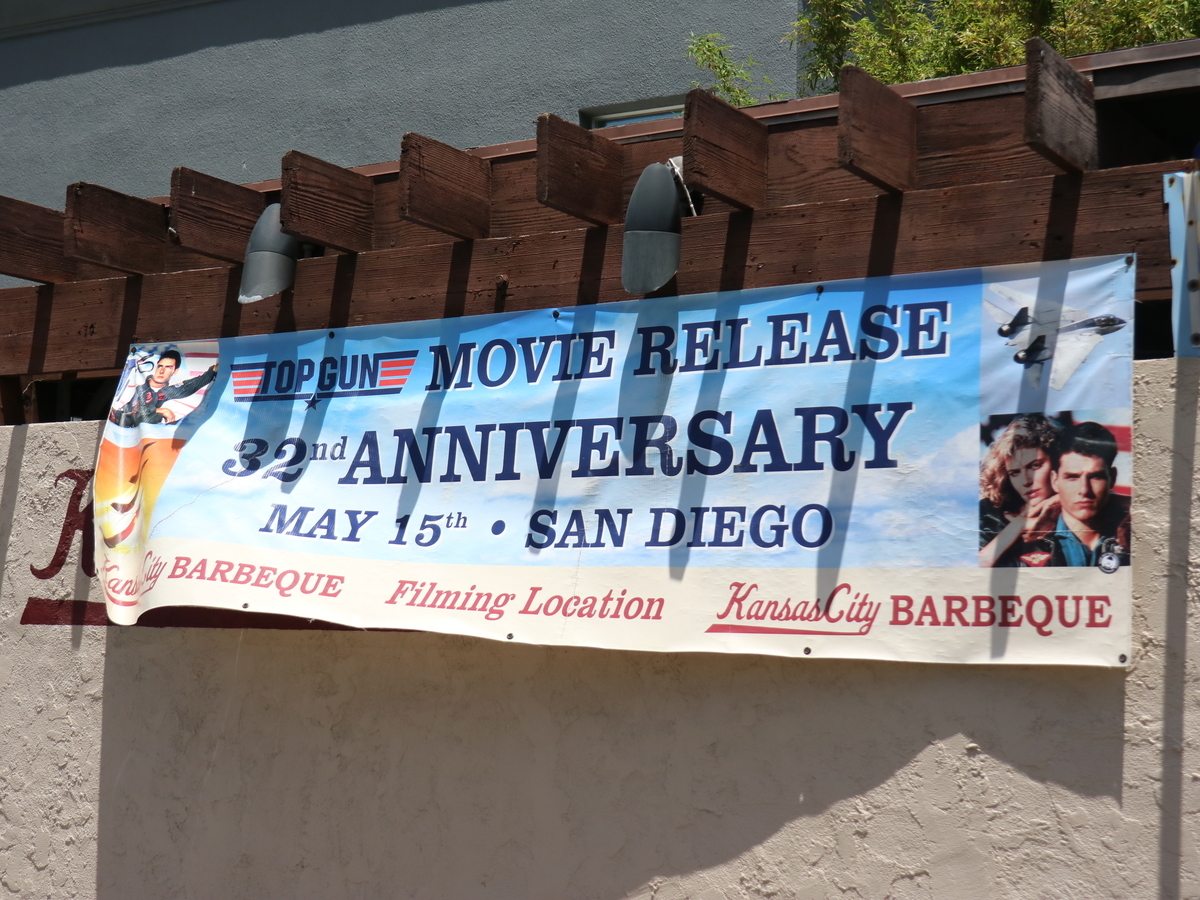 TOP GUN MOVIE RELEASE
32nd ANNIVERSARY
MAY 15th • SAN DIEGO
Kansas City BARBEQUE Filming Location Kansas City BARBEQUE
K